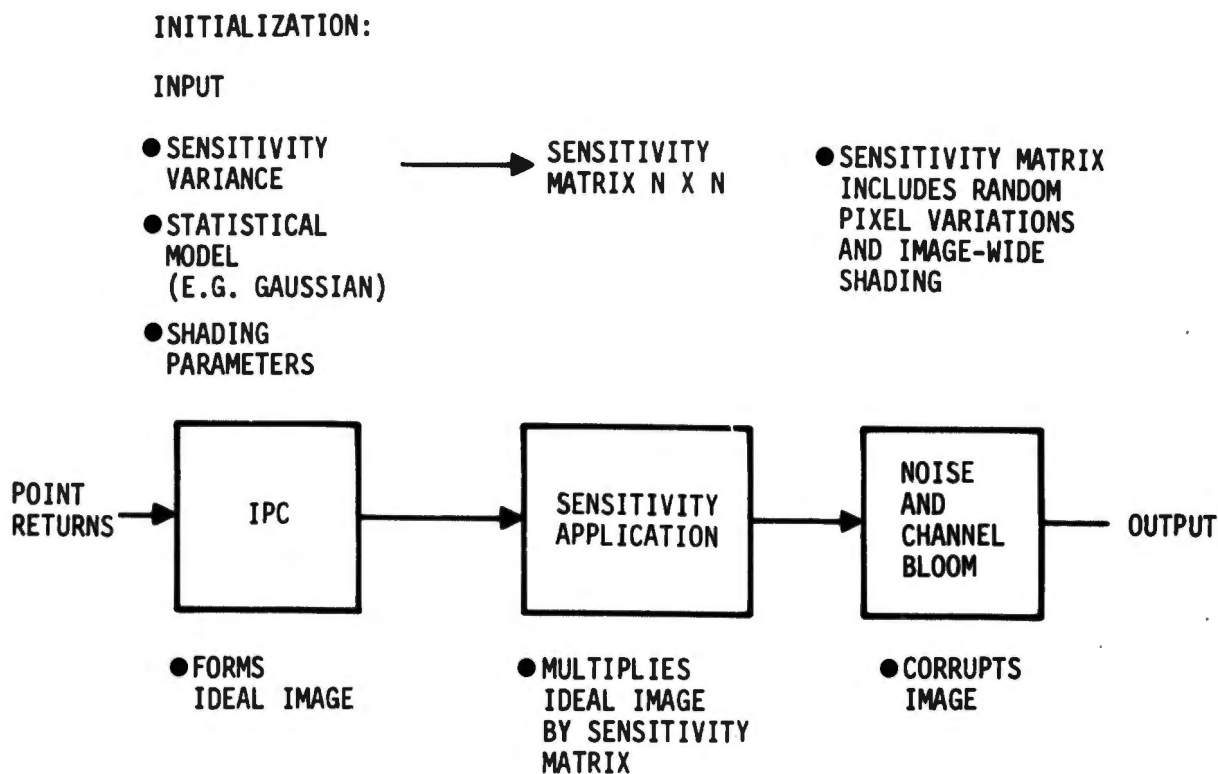 INITIALIZATION:
INPUT
● SENSITIVITY
VARIANCE
SENSITIVITY
MATRIX N X N
● SENSITIVITY MATRIX
INCLUDES RANDOM
PIXEL VARIATIONS
AND IMAGE-WIDE
SHADING
● STATISTICAL
MODEL
(E.G. GAUSSIAN)
● SHADING
PARAMETERS
POINT
RETURNS
IPC
SENSITIVITY
APPLICATION
NOISE
AND
CHANNEL
BLOOM
OUTPUT
● FORMS
IDEAL IMAGE
● MULTIPLIES
IDEAL IMAGE
BY SENSITIVITY
MATRIX
● CORRUPTS
IMAGE